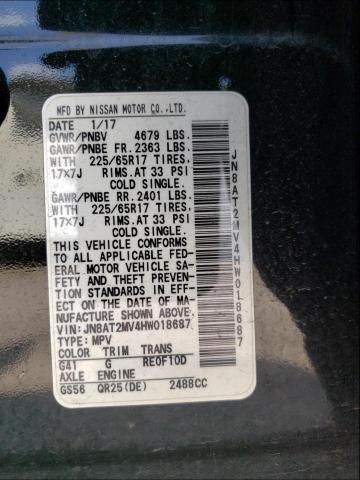 MFD BY NISSAN MOTOR CO.,LTD.
DATE 1/17
GVWR/PNBV 4679 LBS.
GAWR/PNBE FR. 2363 LBS.
WITH 225/65R17 TIRES.
17x7J RIMS.AT 33 PSI
COLD SINGLE.
GAWR/PNBE RR. 2401 LBS.
WITH 225/65R17 TIRES.
17x7J RIMS.AT 33 PSI
COLD SINGLE.
THIS VEHICLE CONFORMS
TO ALL APPLICABLE FED-
ERAL MOTOR VEHICLE SA-
FETY AND THEFT PREVENTION
STANDARDS IN EFF-
ECT ON THE DATE OF MA-
NUFACTURE SHOWN ABOVE.
VIN:JN8AT2MV4HW018687
TYPE: MPV
COLOR TRIM TRANS
G41 G RE0F10D
AXLE ENGINE
GS56 QR25(DE) 2488CC
JN8AT2MV4HW018687